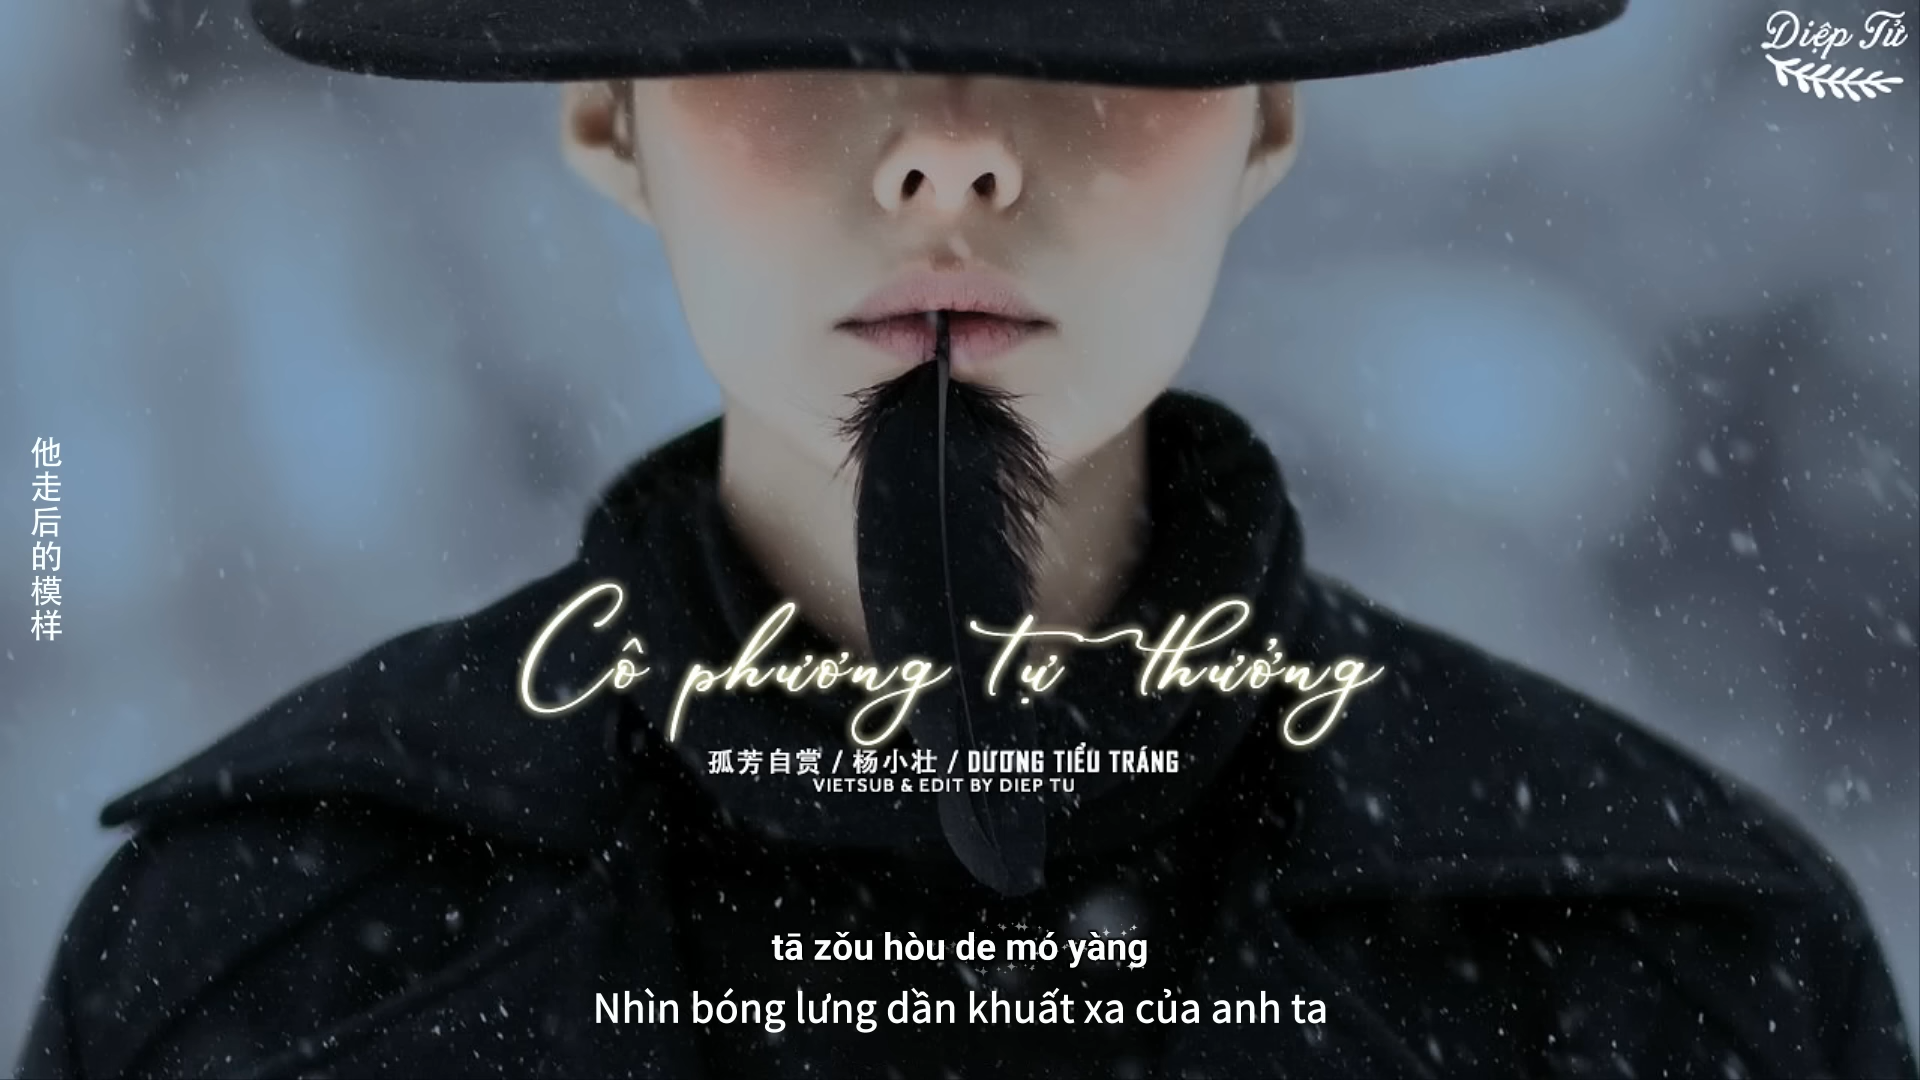 Diệp Tử
他走后的模样
Cô phương tự thưởng
孤芳自赏 / 杨小壮 / DƯƠNG TIỂU TRÁNG
VIETSUB & EDIT BY DIEP TU
tā zǒu hòu de mó yàng
Nhìn bóng lưng dần khuất xa của anh ta